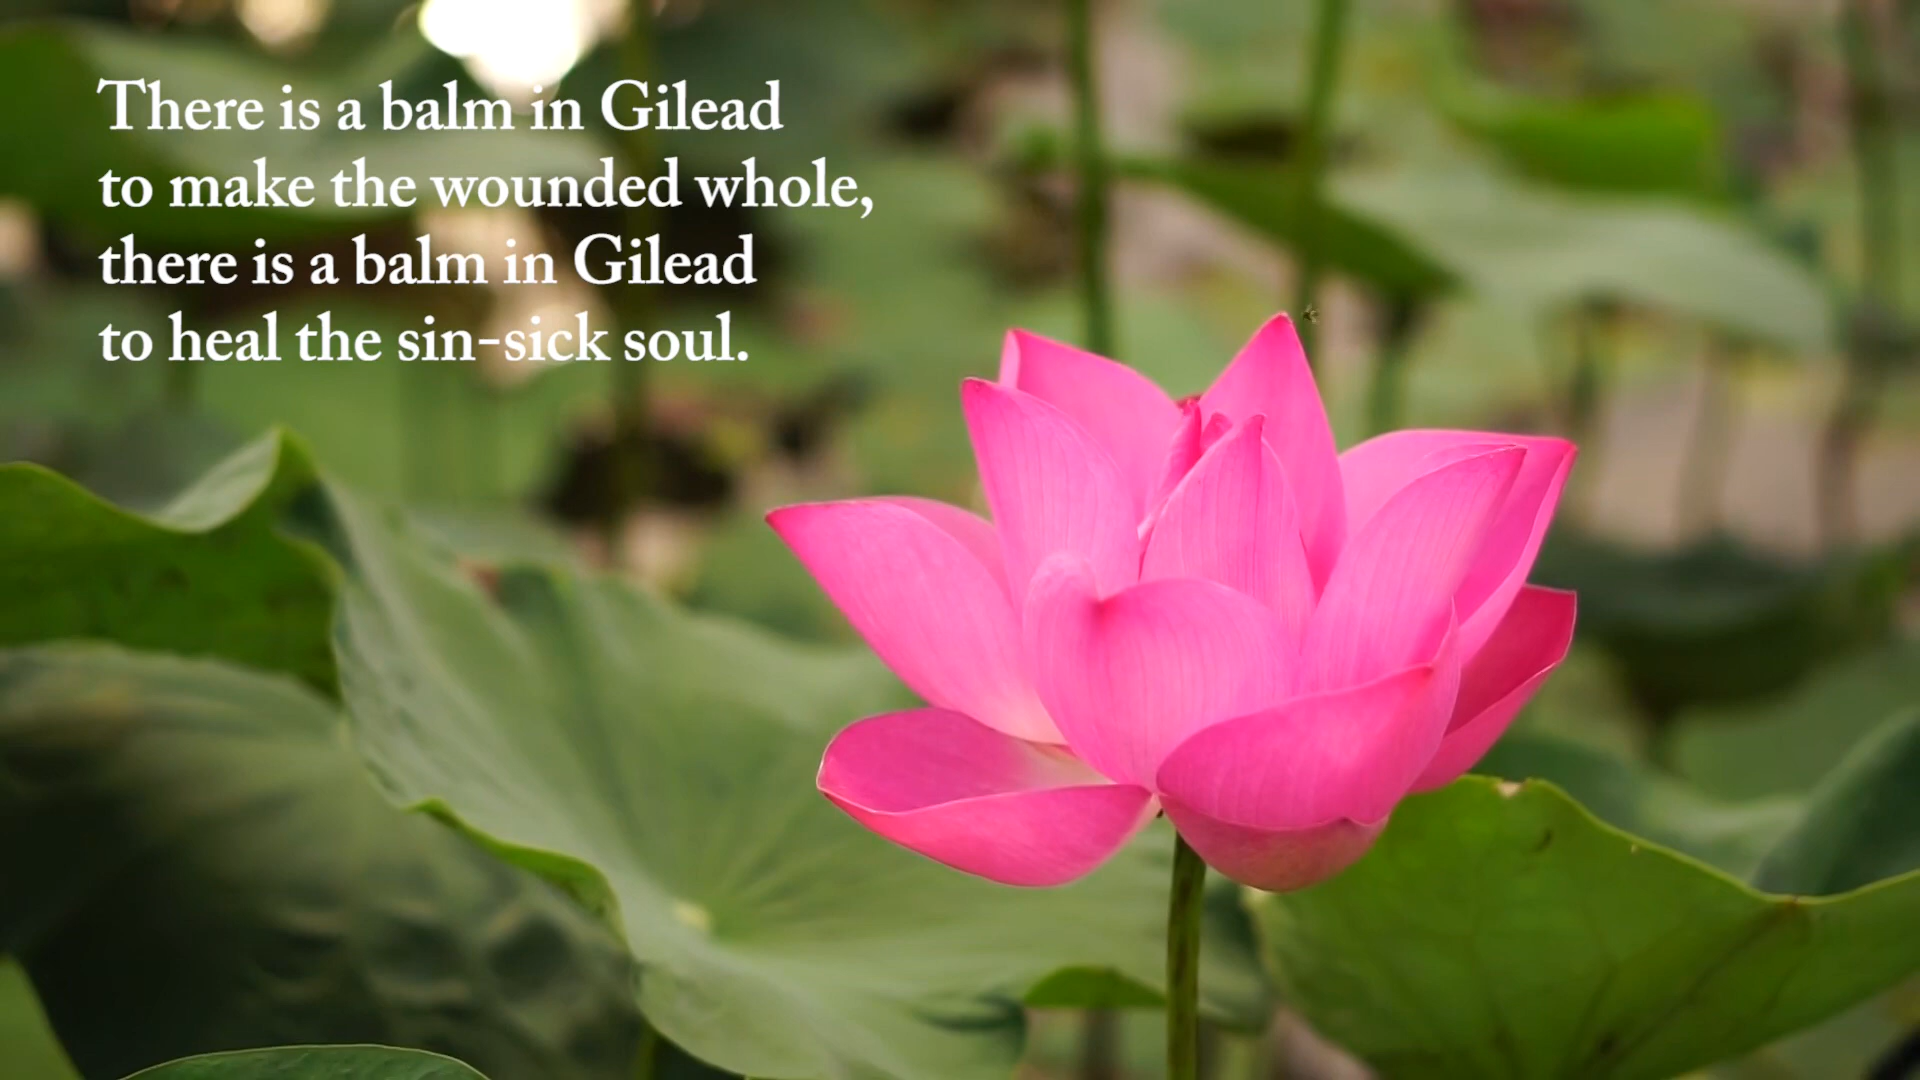 There is a balm in Gilead
to make the wounded whole,
there is a balm in Gilead
to heal the sin-sick soul.